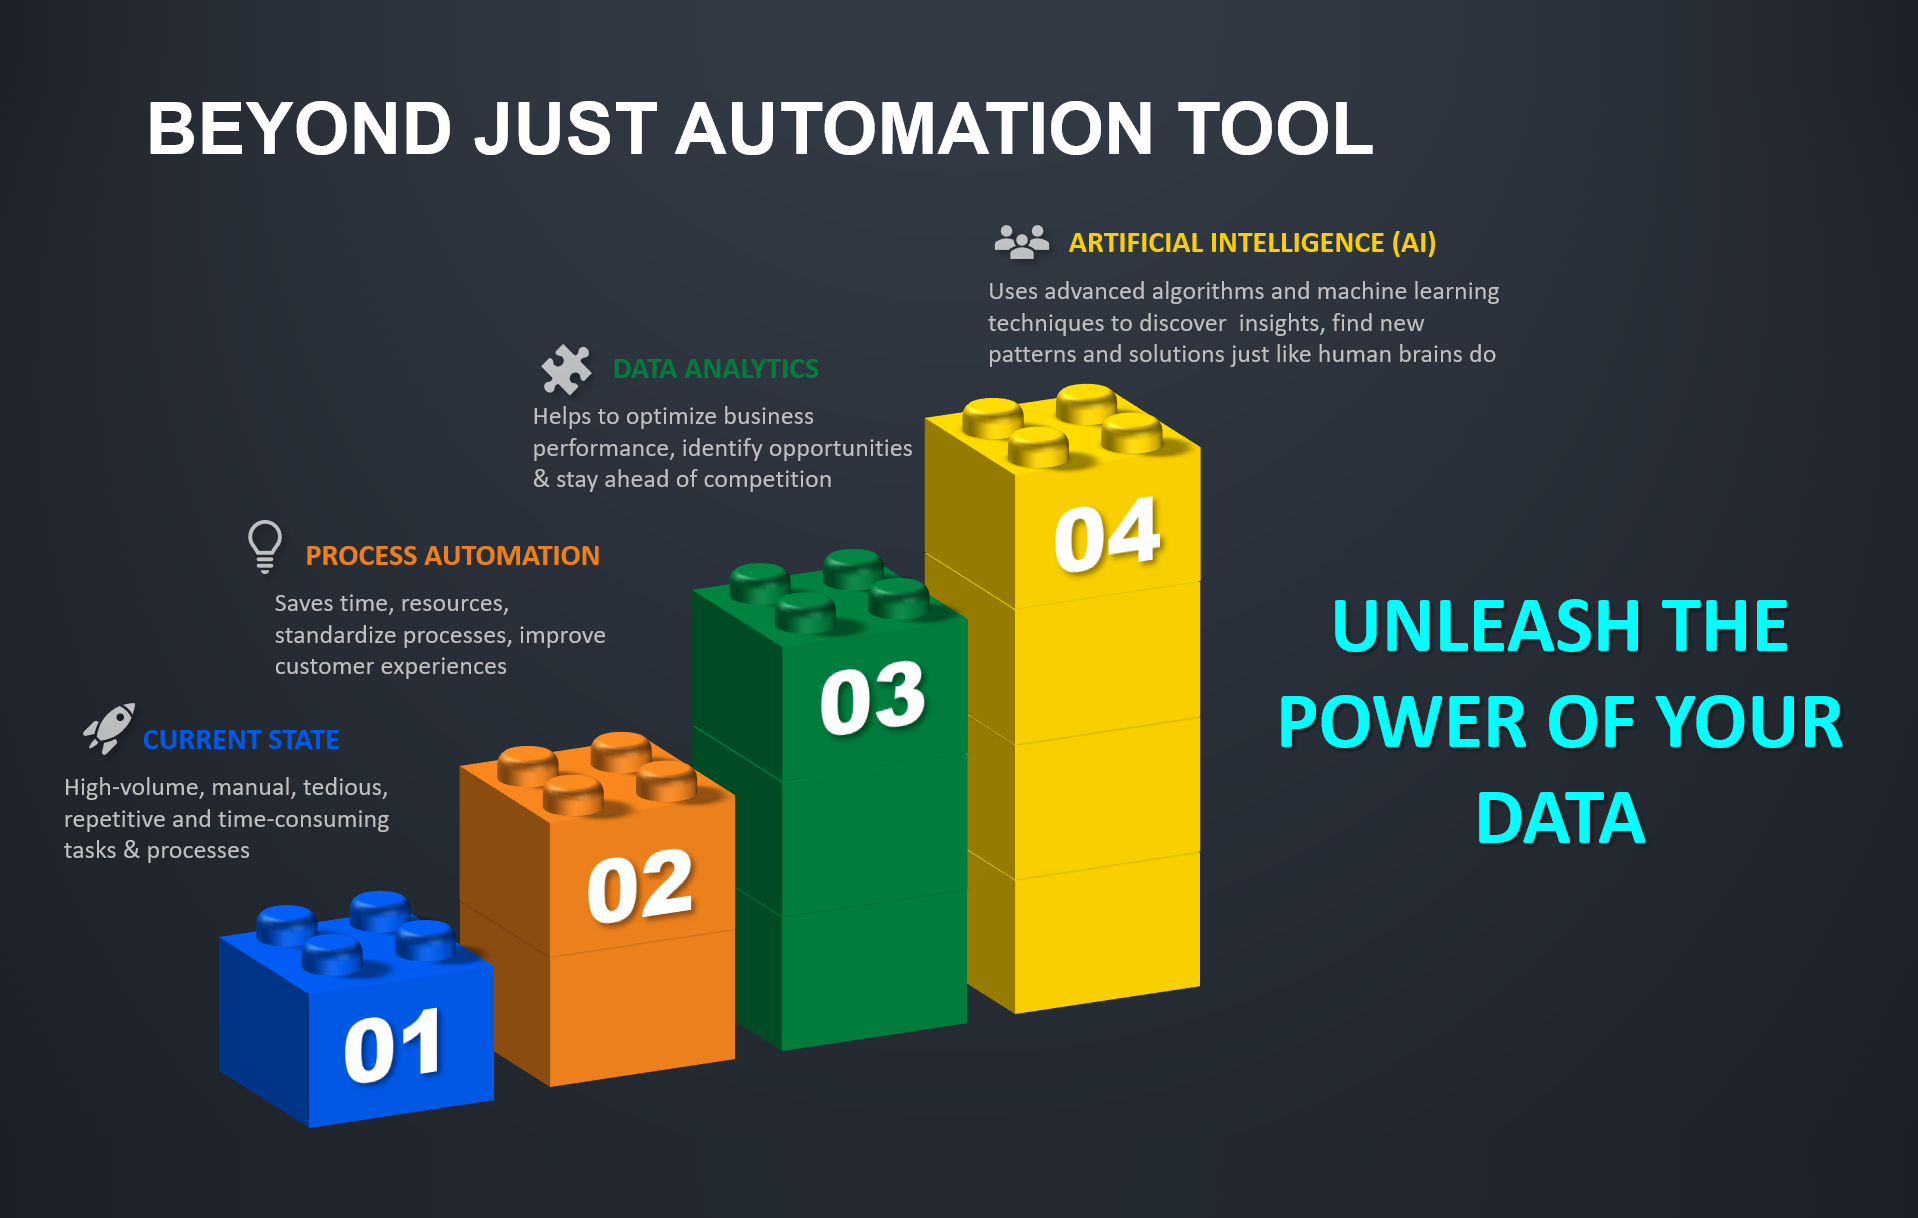 BEYOND JUST AUTOMATION TOOL
ARTIFICIAL INTELLIGENCE (AI)
Uses advanced algorithms and machine learning
techniques to discover  insights, find new
patterns and solutions just like human brains do
DATA ANALYTICS
Helps to optimize business
performance, identify opportunities
& stay ahead of competition
PROCESS AUTOMATION
Saves time, resources,
standardize processes, improve
customer experiences
CURRENT STATE
High-volume, manual, tedious,
repetitive and time-consuming
tasks & processes
01
02
03
04
UNLEASH THE
POWER OF YOUR
DATA